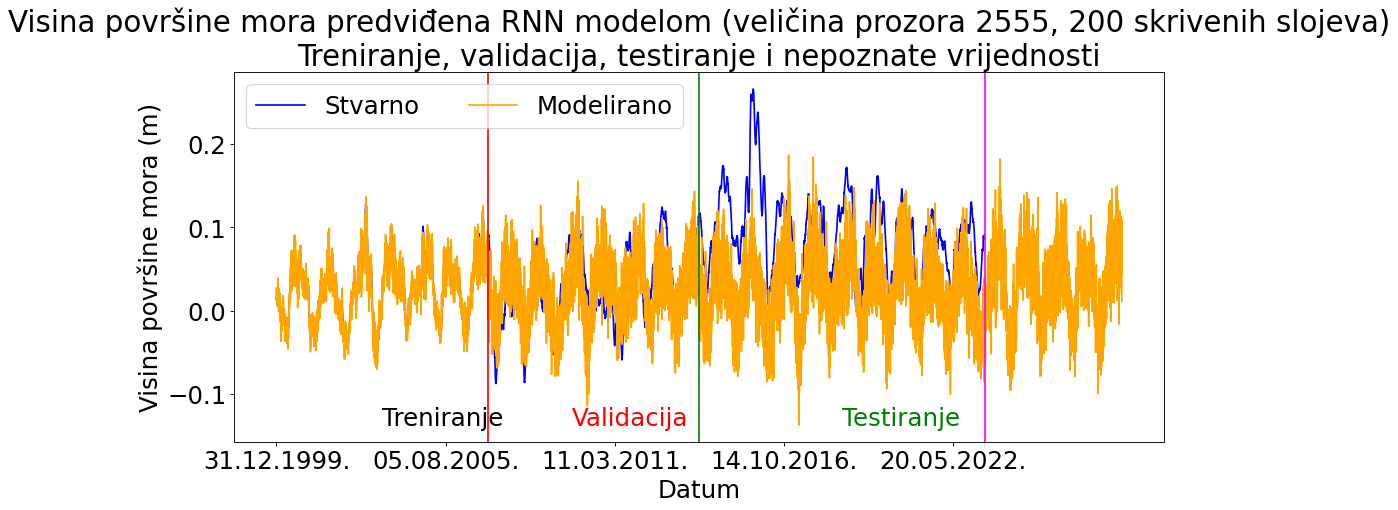 Visina površine mora predviđena RNN modelom (veličina prozora 2555, 200 skrivenih slojeva)
Treniranje, validacija, testiranje i nepoznate vrijednosti
Stvarno Modelirano
Visina površine mora (m)
0.2
0.1
0.0
−0.1
Treniranje Validacija Testiranje
31.12.1999. 05.08.2005. 11.03.2011. 14.10.2016. 20.05.2022.
Datum